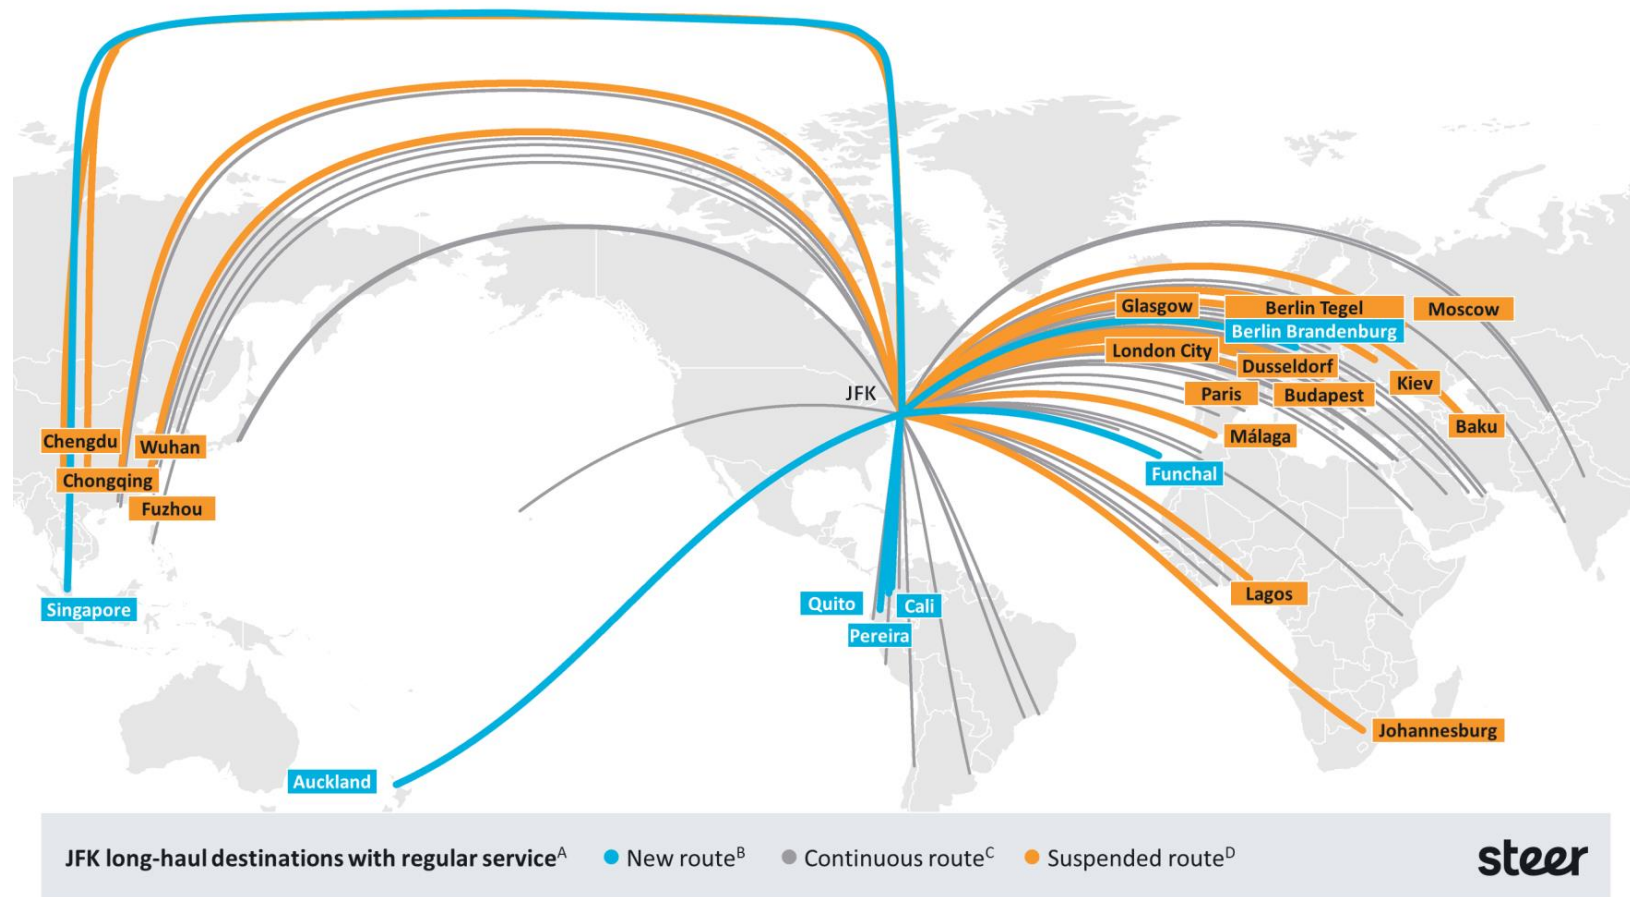 Glasgow
Berlin Tegel
Moscow
Berlin Brandenburg
London City
Dusseldorf
Kiev
Paris
Budapest
JFK
Baku
Málaga
Chengdu
Wuhan
Funchal
Chongqing
Fuzhou
Lagos
Singapore
Quito
Cali
Pereira
Johannesburg
Auckland
JFK long-haul destinations with regular serviceᴬ New routeᴮ Continuous routeᶜ Suspended routeᴰ steer